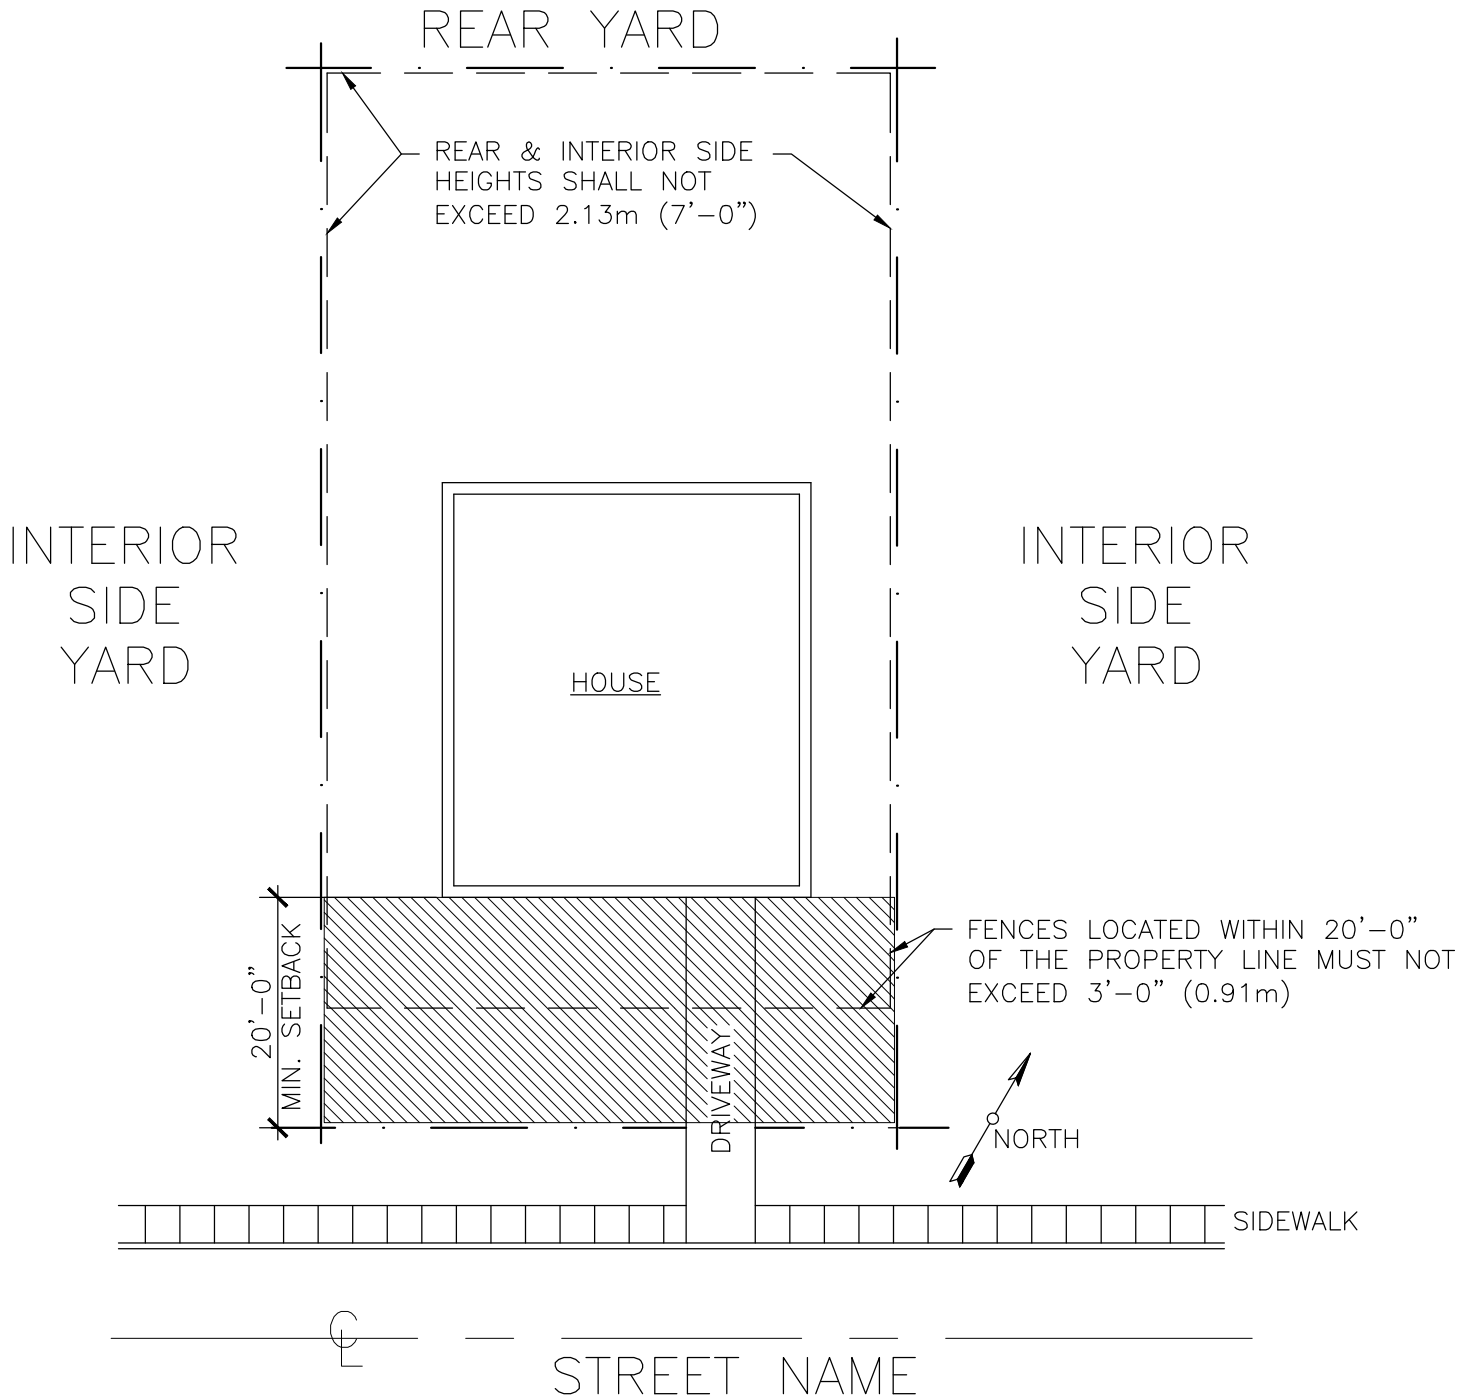 REAR YARD
REAR & INTERIOR SIDE
HEIGHTS SHALL NOT
EXCEED 2.13m (7'-0")
INTERIOR
SIDE
YARD
INTERIOR
SIDE
YARD
HOUSE
20'-0"
MIN. SETBACK
FENCES LOCATED WITHIN 20'-0"
OF THE PROPERTY LINE MUST NOT
EXCEED 3'-0" (0.91m)
DRIVEWAY
NORTH
SIDEWALK
CL
STREET NAME